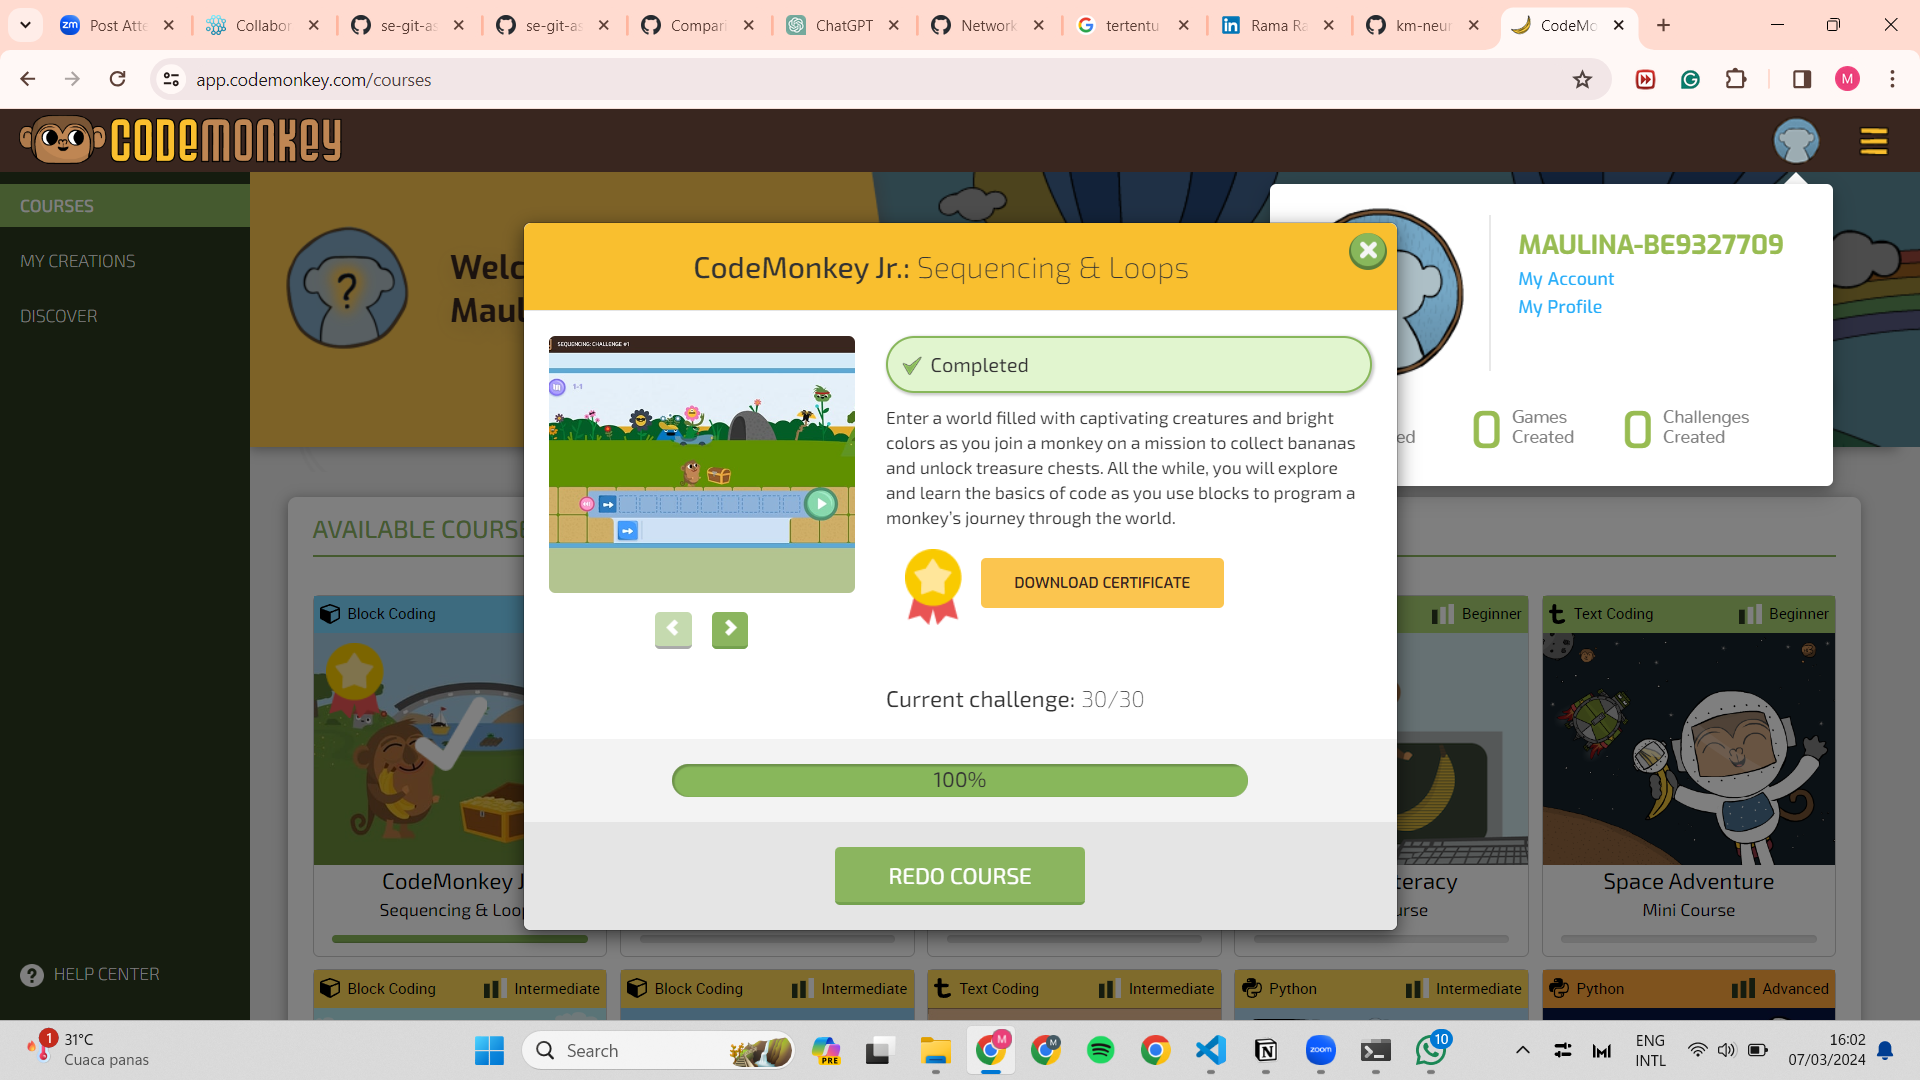 Post Atte
Collabor
se-git-as
se-git-as
Compari
ChatGPT
Network
tertentu
Rama Ra
km-neur
CodeMo
app.codemonkey.com/courses
M
CODEMONKEY
COURSES
MY CREATIONS
DISCOVER
HELP CENTER
Welc
Maul
MAULINA-BE9327709
My Account
My Profile
ed
0 Games Created
0 Challenges Created
CodeMonkey Jr.: Sequencing & Loops
SEQUENCING: CHALLENGE #1
1-1
Completed
Enter a world filled with captivating creatures and bright
colors as you join a monkey on a mission to collect bananas
and unlock treasure chests. All the while, you will explore
and learn the basics of code as you use blocks to program a
monkey's journey through the world.
DOWNLOAD CERTIFICATE
Current challenge: 30/30
100%
REDO COURSE
AVAILABLE COURSE
Block Coding
Beginner
Text Coding
Beginner
CodeMonkey J
Sequencing & Loop
teracy
urse
Space Adventure
Mini Course
Block Coding
Intermediate
Block Coding
Intermediate
Text Coding
Intermediate
Python
Intermediate
Python
Advanced
1
31°C
Cuaca panas
Search
PRE
M
M
zoom
10
ENG
INTL
16:02
07/03/2024